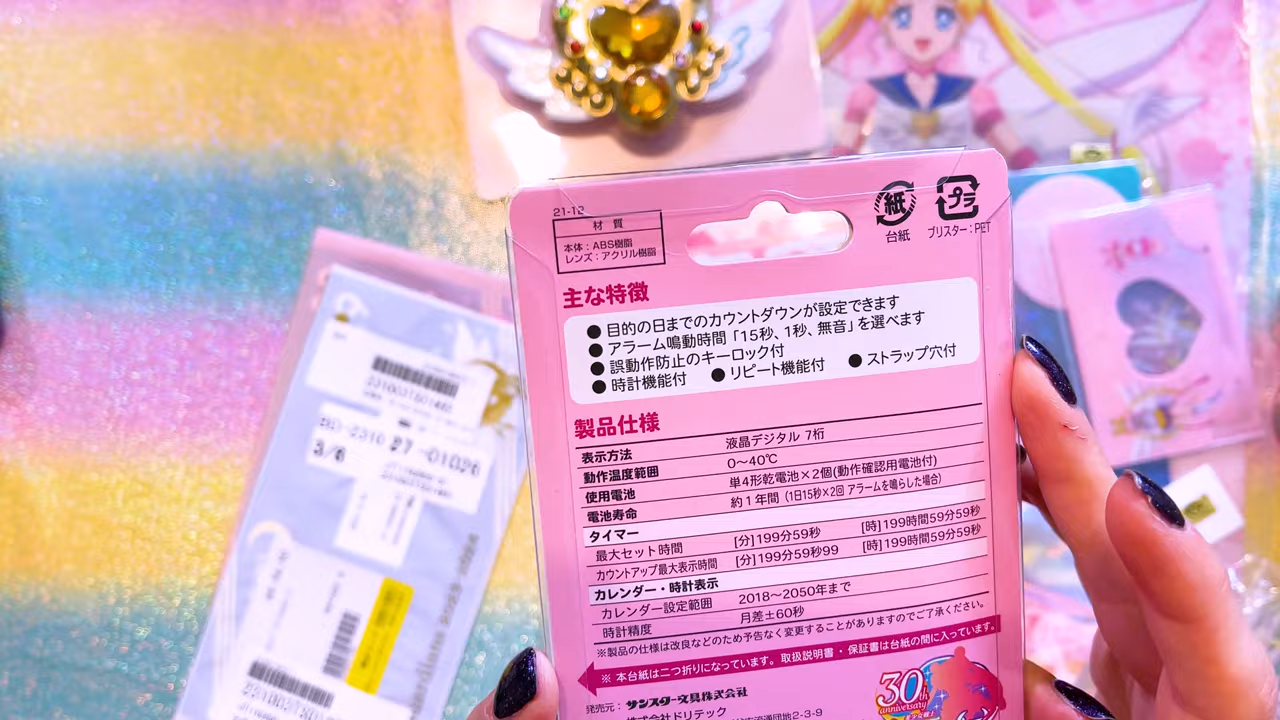 21-12
材質
本体：ABS樹脂
レンズ：アクリル樹脂
紙
台紙
プラ
ブリスター：PET
主な特徴
● 目的の日までのカウントダウンが設定できます
● アラーム鳴動時間「15秒、1秒、無音」を選べます
● 誤動作防止のキーロック付
● 時計機能付 ● リピート機能付 ● ストラップ穴付
製品仕様
表示方法 液晶デジタル 7桁
動作温度範囲 0～40℃
使用電池 単4形乾電池×2個(動作確認用電池付)
電池寿命 約1年間(1日15秒×2回 アラームを鳴らした場合)
タイマー
最大セット時間 [分]199分59秒 [時]199時間59分59秒
カウントアップ最大表示時間 [分]199分59秒99 [時]199時間59分59秒
カレンダー・時計表示
カレンダー設定範囲 2018～2050年まで
時計精度 月差±60秒
※製品の仕様は改良などのため予告なく変更することがありますのでご了承ください。
※ 本台紙は二つ折りになっています。取扱説明書・保証書は台紙の間に入っています。
発売元：サンスター文具株式会社
株式会社ドリテック
流通団地2-3-9
30th
anniversary
27-01026
3/6